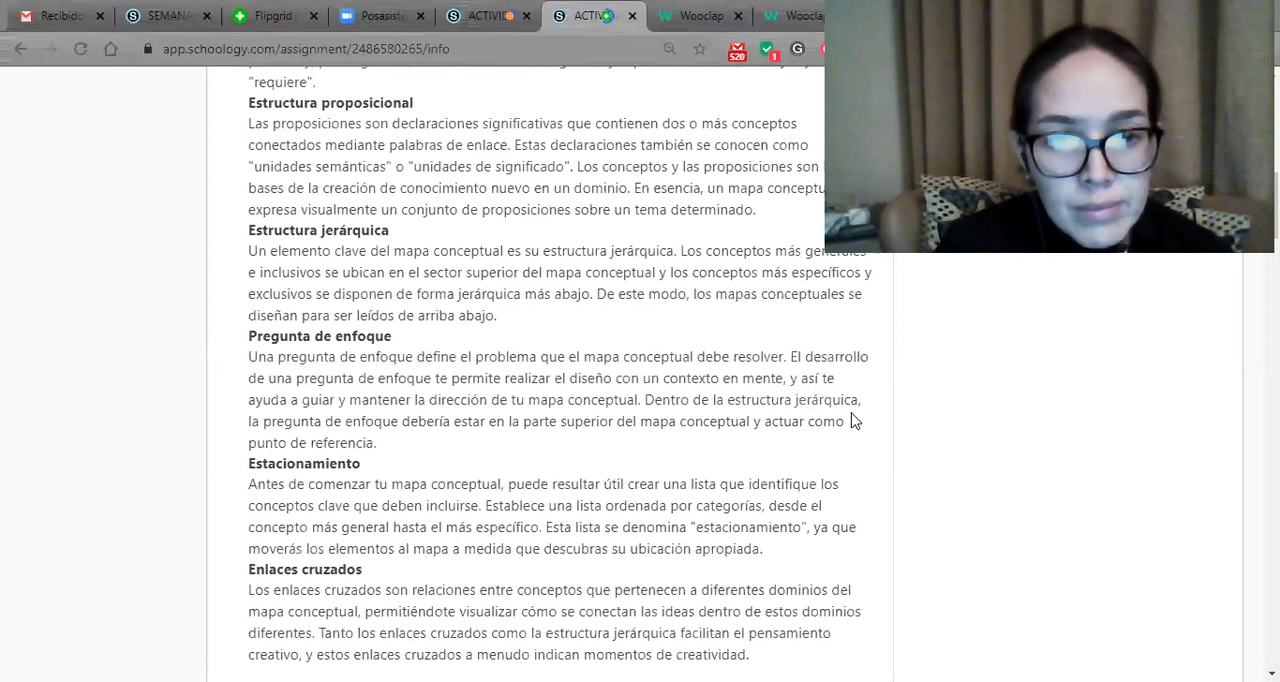 Recibido
SEMANA
Flipgrid
Posasiste
ACTIVID
ACTIV
Wooclap
Wooclap
app.schoology.com/assignment/2486580265/info
520
1
G
"requiere".
Estructura proposicional
Las proposiciones son declaraciones significativas que contienen dos o más conceptos
conectados mediante palabras de enlace. Estas declaraciones también se conocen como
"unidades semánticas" o "unidades de significado". Los conceptos y las proposiciones son
bases de la creación de conocimiento nuevo en un dominio. En esencia, un mapa conceptu
expresa visualmente un conjunto de proposiciones sobre un tema determinado.
Estructura jerárquica
Un elemento clave del mapa conceptual es su estructura jerárquica. Los conceptos más generales
e inclusivos se ubican en el sector superior del mapa conceptual y los conceptos más específicos y
exclusivos se disponen de forma jerárquica más abajo. De este modo, los mapas conceptuales se
diseñan para ser leídos de arriba abajo.
Pregunta de enfoque
Una pregunta de enfoque define el problema que el mapa conceptual debe resolver. El desarrollo
de una pregunta de enfoque te permite realizar el diseño con un contexto en mente, y así te
ayuda a guiar y mantener la dirección de tu mapa conceptual. Dentro de la estructura jerárquica,
la pregunta de enfoque debería estar en la parte superior del mapa conceptual y actuar como
punto de referencia.
Estacionamiento
Antes de comenzar tu mapa conceptual, puede resultar útil crear una lista que identifique los
conceptos clave que deben incluirse. Establece una lista ordenada por categorías, desde el
concepto más general hasta el más específico. Esta lista se denomina "estacionamiento", ya que
moverás los elementos al mapa a medida que descubras su ubicación apropiada.
Enlaces cruzados
Los enlaces cruzados son relaciones entre conceptos que pertenecen a diferentes dominios del
mapa conceptual, permitiéndote visualizar cómo se conectan las ideas dentro de estos dominios
diferentes. Tanto los enlaces cruzados como la estructura jerárquica facilitan el pensamiento
creativo, y estos enlaces cruzados a menudo indican momentos de creatividad.